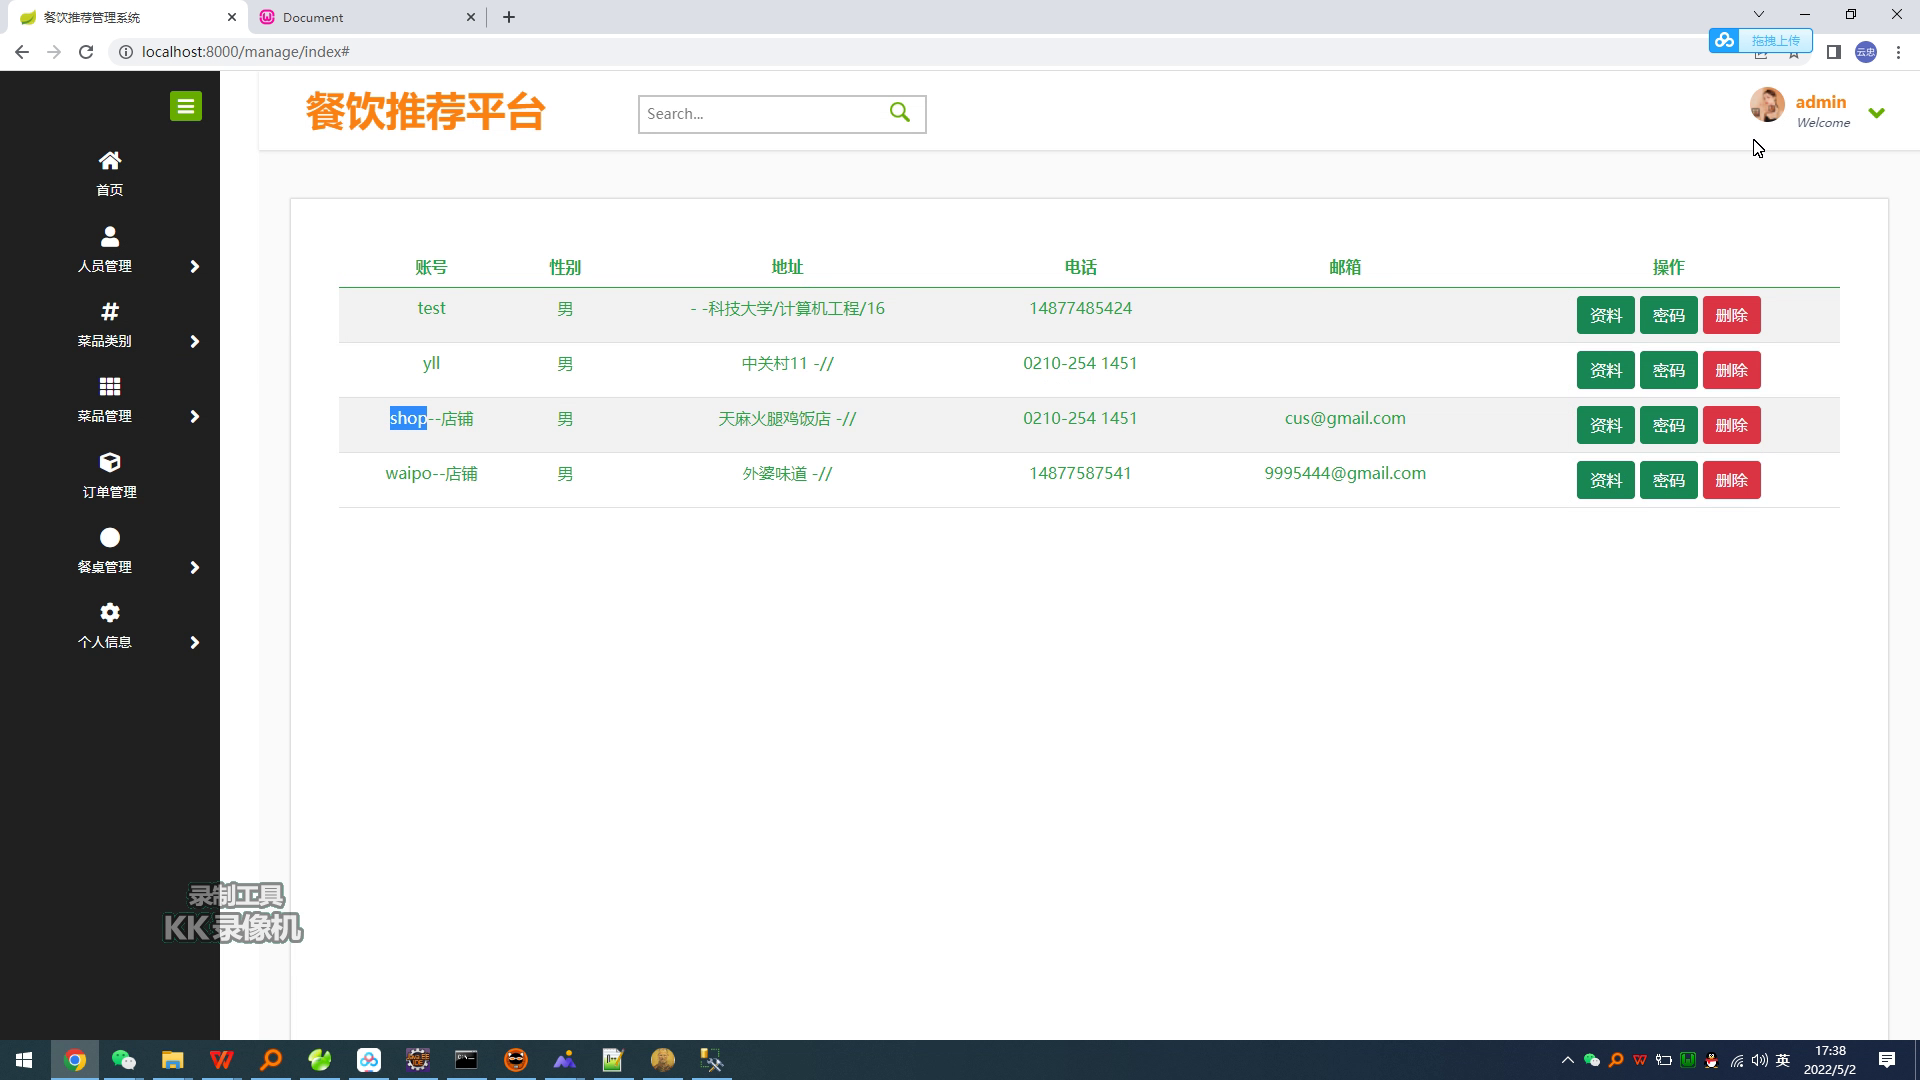 餐饮推荐管理系统
Document
localhost:8000/manage/index#
拖拽上传
云忠
餐饮推荐平台
Search...
admin
Welcome
首页
人员管理
菜品类别
菜品管理
订单管理
餐桌管理
个人信息
账号 性别 地址 电话 邮箱 操作
test 男 - -科技大学/计算机工程/16 14877485424 资料 密码 删除
yll 男 中关村11 -// 0210-254 1451 资料 密码 删除
shop--店铺 男 天麻火腿鸡饭店 -// 0210-254 1451 cus@gmail.com 资料 密码 删除
waipo--店铺 男 外婆味道 -// 14877587541 9995444@gmail.com 资料 密码 删除
录制工具
KK录像机
英
17:38
2022/5/2